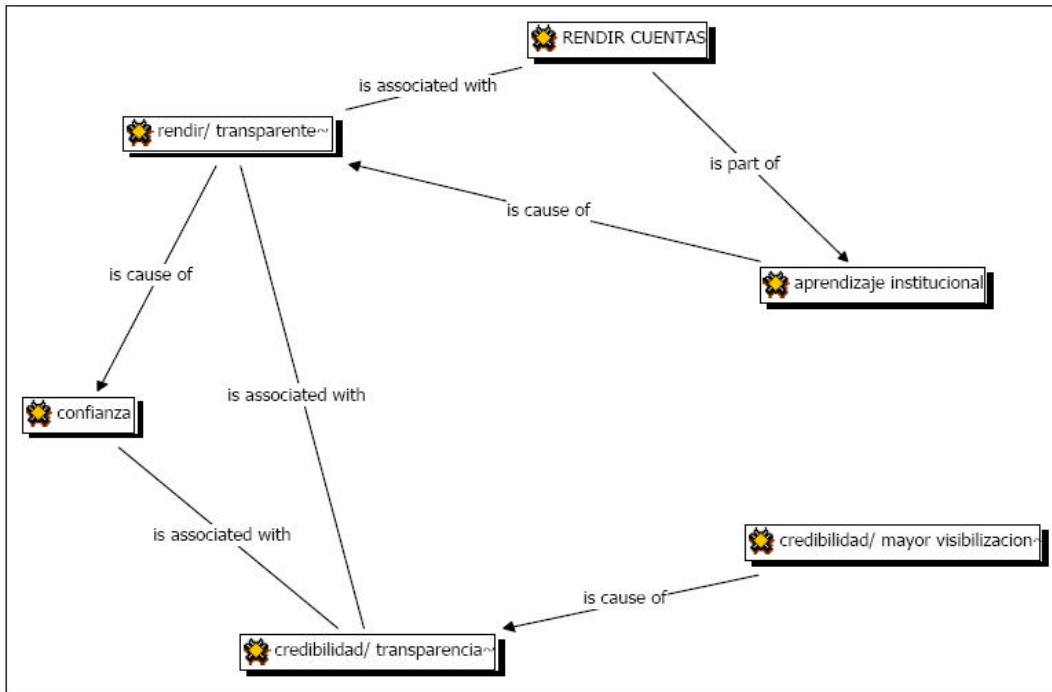 RENDIR CUENTAS
is associated with
rendir/ transparente~
is part of
is cause of
is cause of
aprendizaje institucional
is associated with
confianza
is associated with
credibilidad/ mayor visibilizacion~
is cause of
credibilidad/ transparencia~